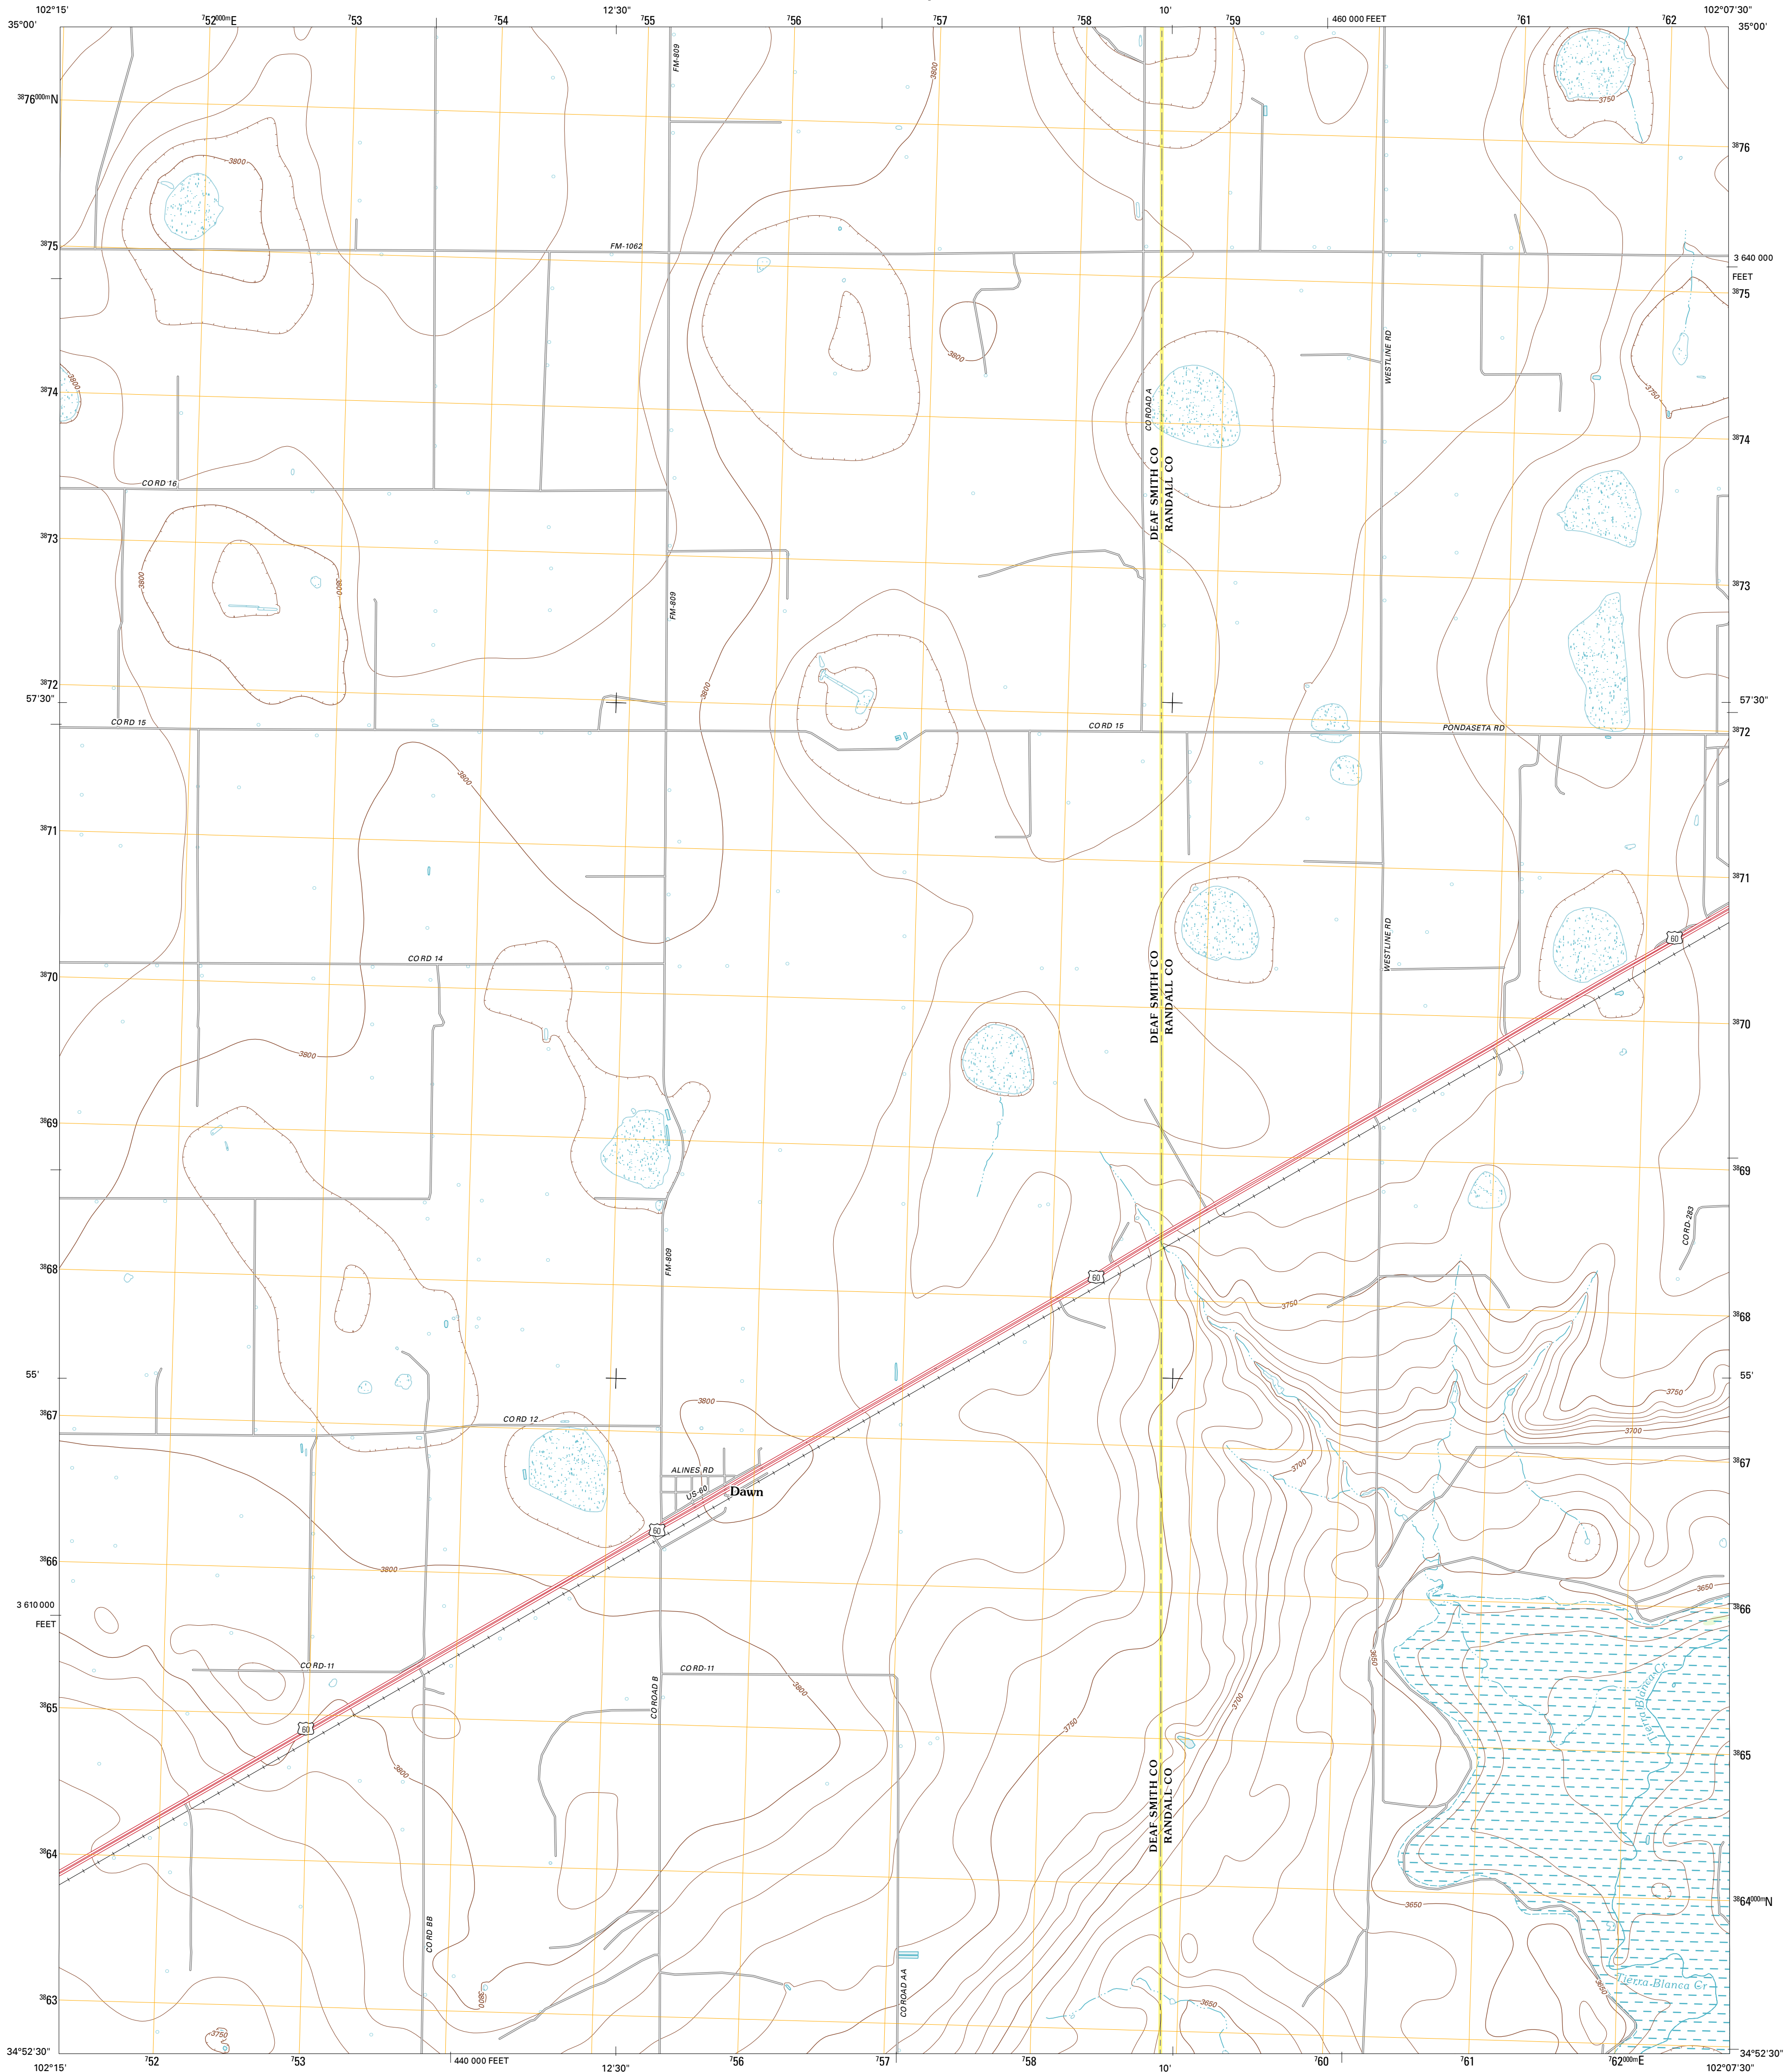 102°15'
⁷52⁰⁰⁰ᵐE
⁷53
⁷54
12'30"
⁷55
⁷56
⁷57
⁷58
10'
⁷59
460 000 FEET
⁷61
⁷62
102°07'30"
35°00'
35°00'
FM-809
3800
3750
³⁸76⁰⁰⁰ᵐN
³⁸76
3800
³⁸75
FM-1062
3 640 000
FEET
³⁸75
WESTLINE RD
3800
3800
³⁸74
3750
CO ROAD A
³⁸74
DEAF SMITH CO
RANDALL CO
CO RD 16
³⁸73
3800
3800
FM-809
³⁸73
³⁸72
3800
57'30"
57'30"
CO RD 15
CO RD 15
PONDASETA RD
³⁸72
3800
³⁸71
³⁸71
WESTLINE RD
60
CO RD 14
DEAF SMITH CO
RANDALL CO
³⁸70
³⁸70
3800
³⁸69
³⁸69
CO RD-283
FM-809
³⁸68
60
3750
³⁸68
55'
55'
3750
3800
³⁸67
CO RD 12
3700
ALINES RD
3700
³⁸67
US-60
Dawn
60
³⁸66
3800
3650
3 610 000
FEET
³⁸66
3650
CO RD-11
CO RD-11
Tierra Blanca Cr
CO ROAD B
3800
3700
³⁸65
60
3750
³⁸65
3800
DEAF SMITH CO
RANDALL CO
³⁸64
3650
³⁸64⁰⁰⁰ᵐN
CO RD BB
CO ROAD AA
Tierra Blanca Cr
3650
3800
³⁸63
3650
3750
34°52'30"
34°52'30"
102°15'
⁷52
⁷53
440 000 FEET
12'30"
⁷56
⁷57
⁷58
10'
⁷60
⁷61
⁷62⁰⁰⁰ᵐE
102°07'30"